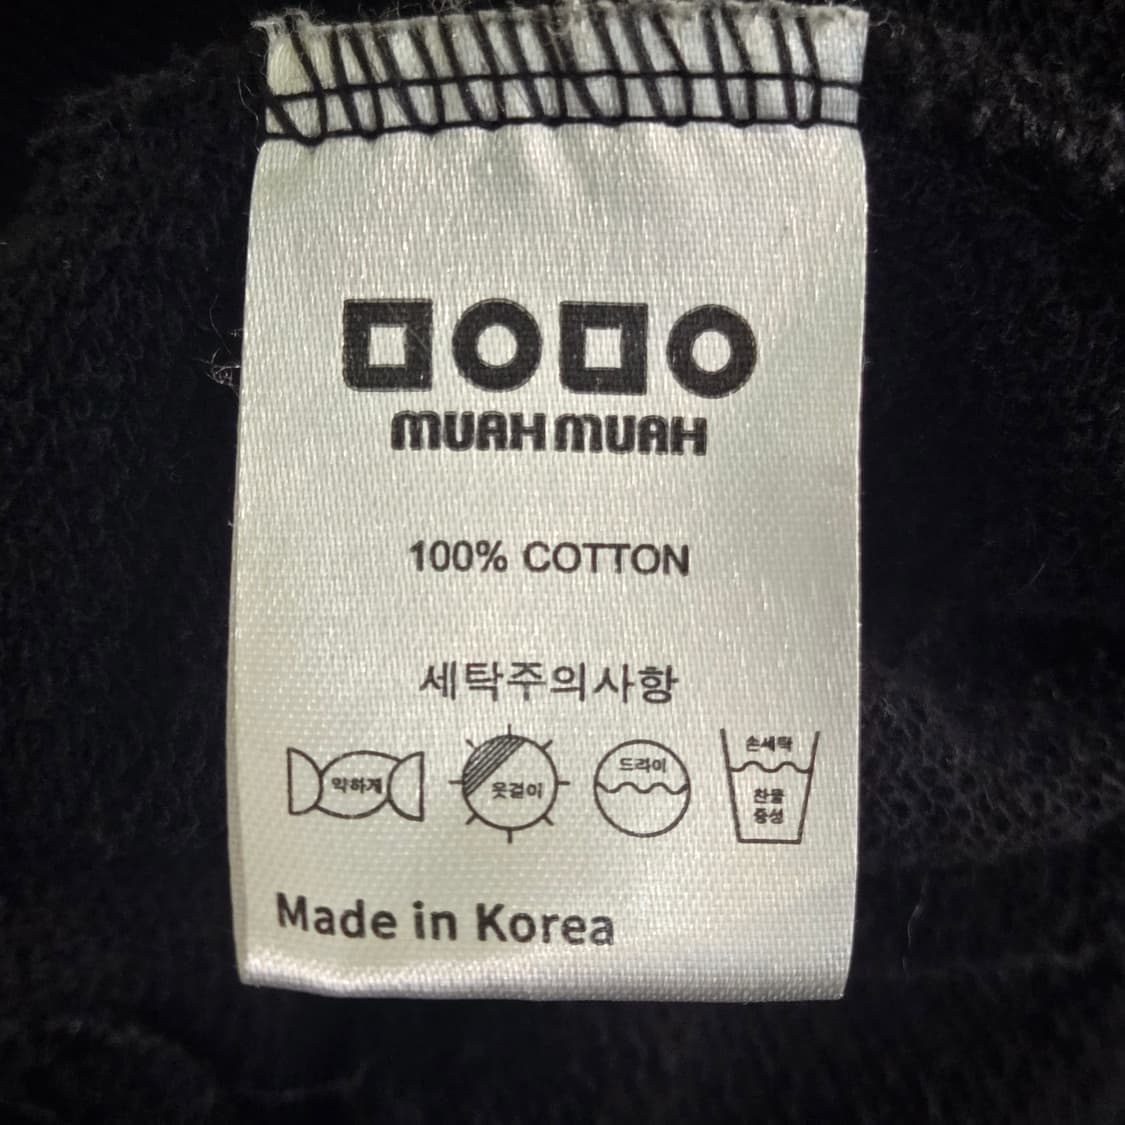 MUAH MUAH
100% COTTON
세탁주의사항
약하게
옷걸이
드라이
손세탁
찬물
중성
Made in Korea